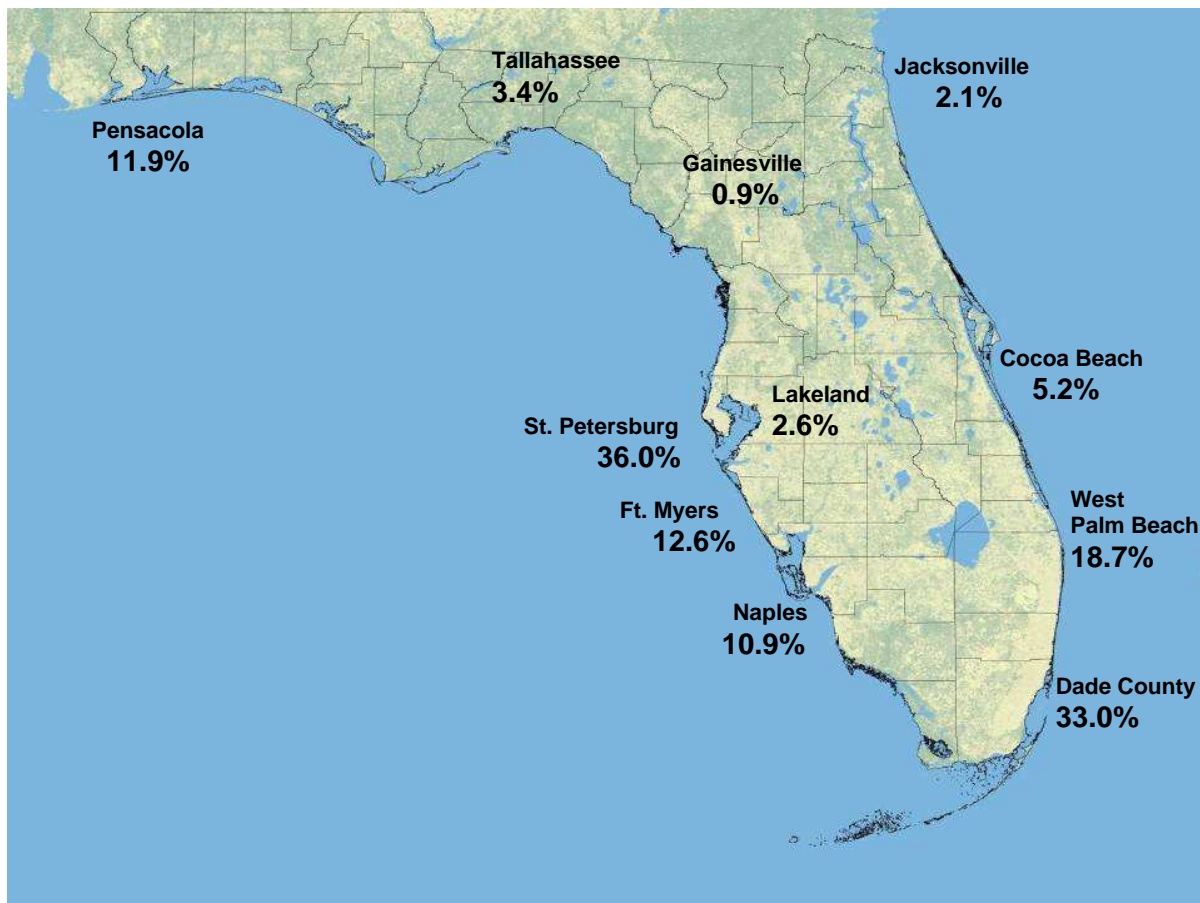 Tallahassee
3.4%
Jacksonville
2.1%
Pensacola
11.9%
Gainesville
0.9%
Cocoa Beach
5.2%
Lakeland
2.6%
St. Petersburg
36.0%
West
Palm Beach
18.7%
Ft. Myers
12.6%
Naples
10.9%
Dade County
33.0%